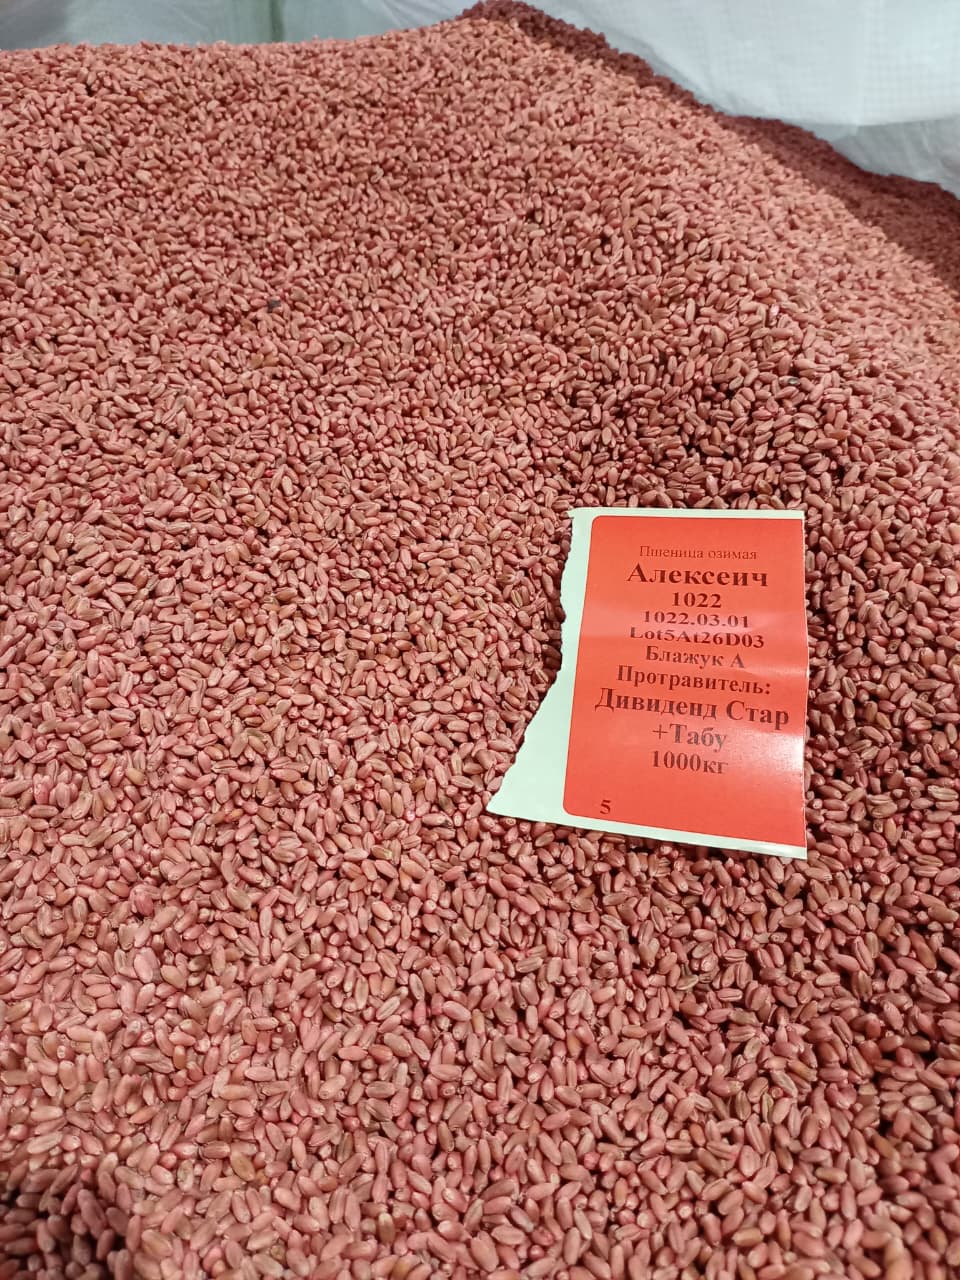 Пшеница озимая
Алексеич
1022
1022.03.01
Lot5At26D03
Блажук А
Протравитель:
Дивиденд Стар
+Табу
1000кг
5